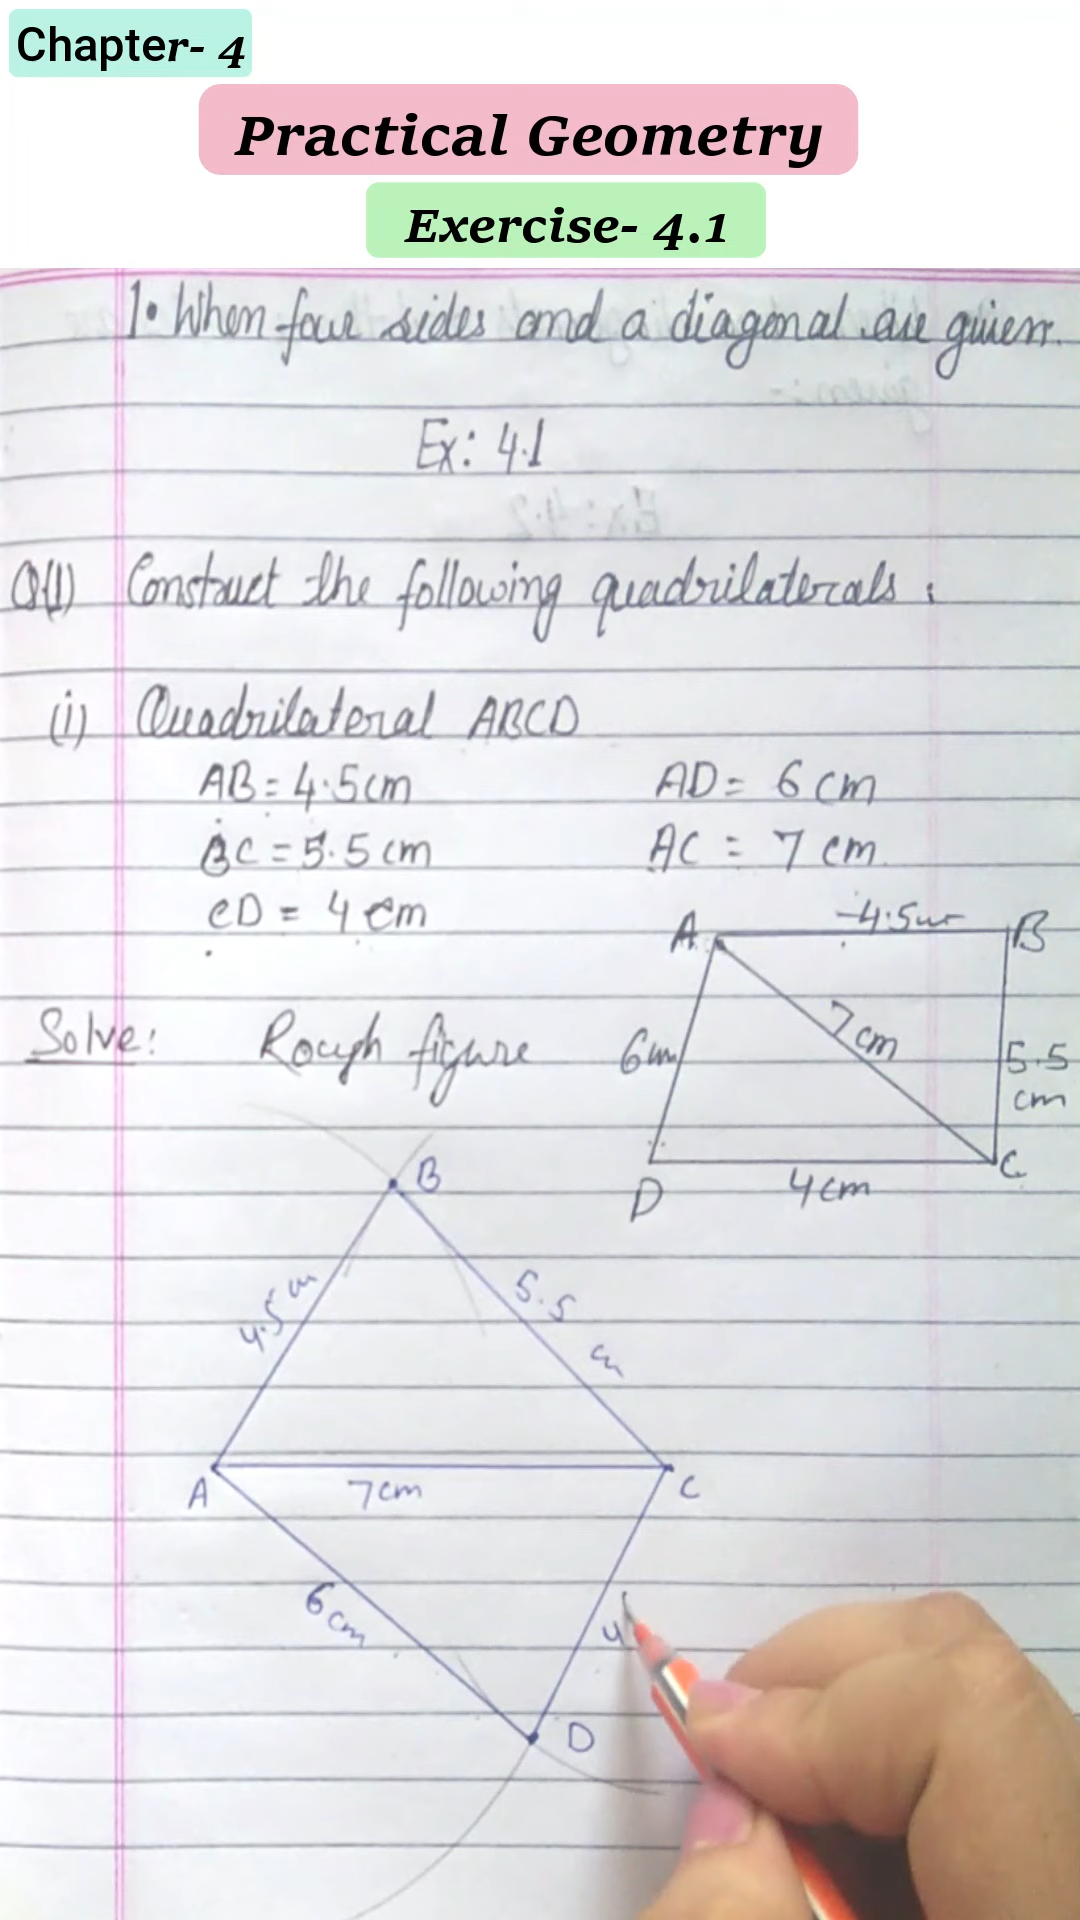 Chapter- 4
Practical Geometry
Exercise- 4.1
1. When four sides and a diagonal are given.
Ex: 4.1
Q(1) Construct the following quadrilaterals :
(i) Quadrilateral ABCD
AB = 4.5cm AD = 6 cm
BC = 5.5 cm AC = 7 cm
CD = 4 cm
A 4.5cm B
Solve: Rough figure
6cm 7cm 5.5 cm
D 4cm C
B
4.5 cm 5.5 cm
A 7cm C
6cm 4
D